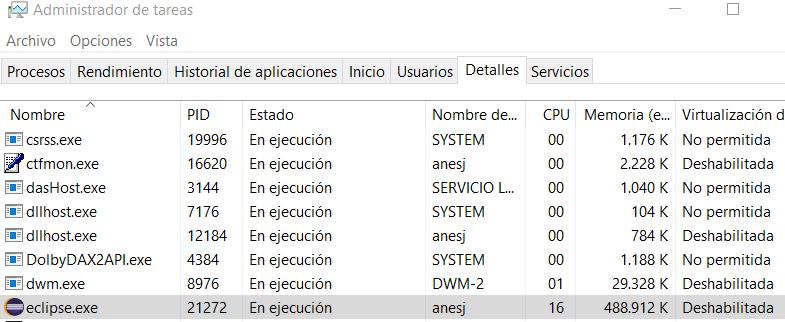 Administrador de tareas
Archivo Opciones Vista
Procesos Rendimiento Historial de aplicaciones Inicio Usuarios Detalles Servicios
Nombre PID Estado Nombre de... CPU Memoria (e... Virtualización d
csrss.exe 19996 En ejecución SYSTEM 00 1.176 K No permitida
ctfmon.exe 16620 En ejecución anesj 00 2.228 K Deshabilitada
dasHost.exe 3144 En ejecución SERVICIO L... 00 1.040 K No permitida
dllhost.exe 7176 En ejecución SYSTEM 00 104 K No permitida
dllhost.exe 12184 En ejecución anesj 00 784 K Deshabilitada
DolbyDAX2API.exe 4384 En ejecución SYSTEM 00 1.188 K No permitida
dwm.exe 8976 En ejecución DWM-2 01 29.328 K Deshabilitada
eclipse.exe 21272 En ejecución anesj 16 488.912 K Deshabilitada